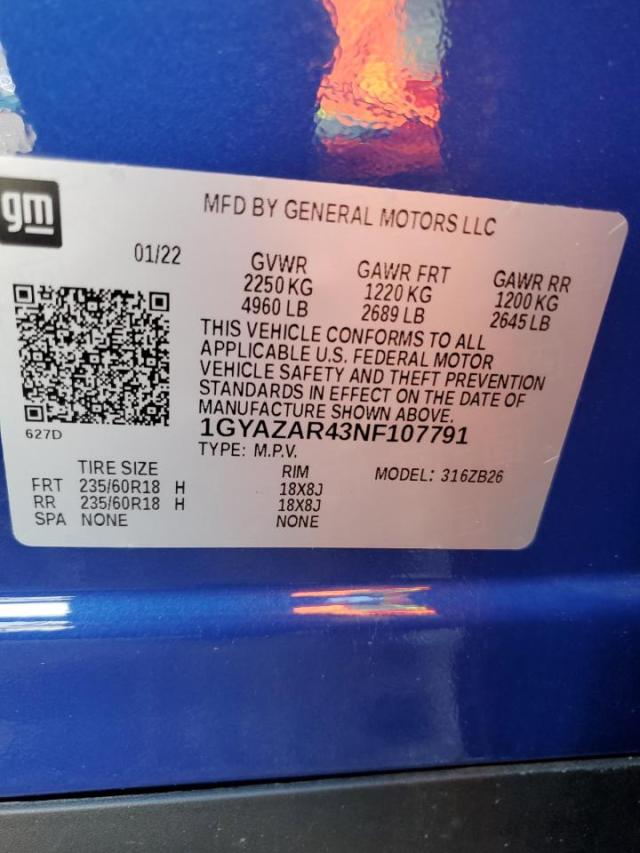 gm
MFD BY GENERAL MOTORS LLC
01/22
GVWR GAWR FRT GAWR RR
2250 KG 1220 KG 1200 KG
4960 LB 2689 LB 2645 LB
THIS VEHICLE CONFORMS TO ALL
APPLICABLE U.S. FEDERAL MOTOR
VEHICLE SAFETY AND THEFT PREVENTION
STANDARDS IN EFFECT ON THE DATE OF
MANUFACTURE SHOWN ABOVE.
627D
1GYAZAR43NF107791
TYPE: M.P.V.
TIRE SIZE RIM MODEL: 316ZB26
FRT 235/60R18 H 18X8J
RR 235/60R18 H 18X8J
SPA NONE NONE